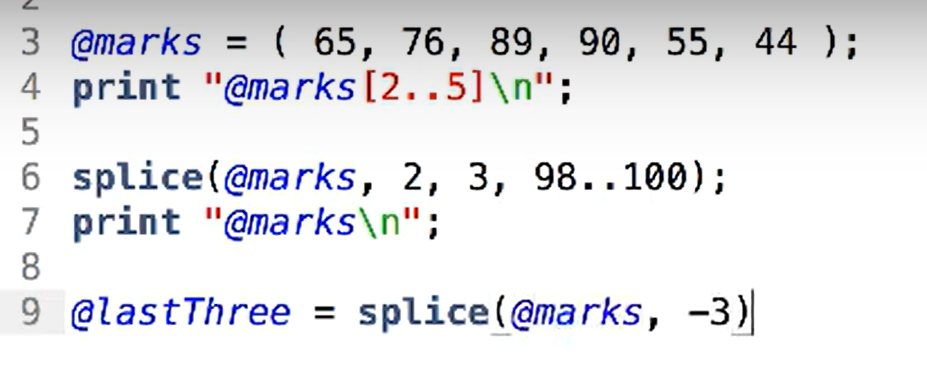 3 @marks = ( 65, 76, 89, 90, 55, 44 );
4 print "@marks[2..5]\n";
5
6 splice(@marks, 2, 3, 98..100);
7 print "@marks\n";
8
9 @lastThree = splice(@marks, -3)